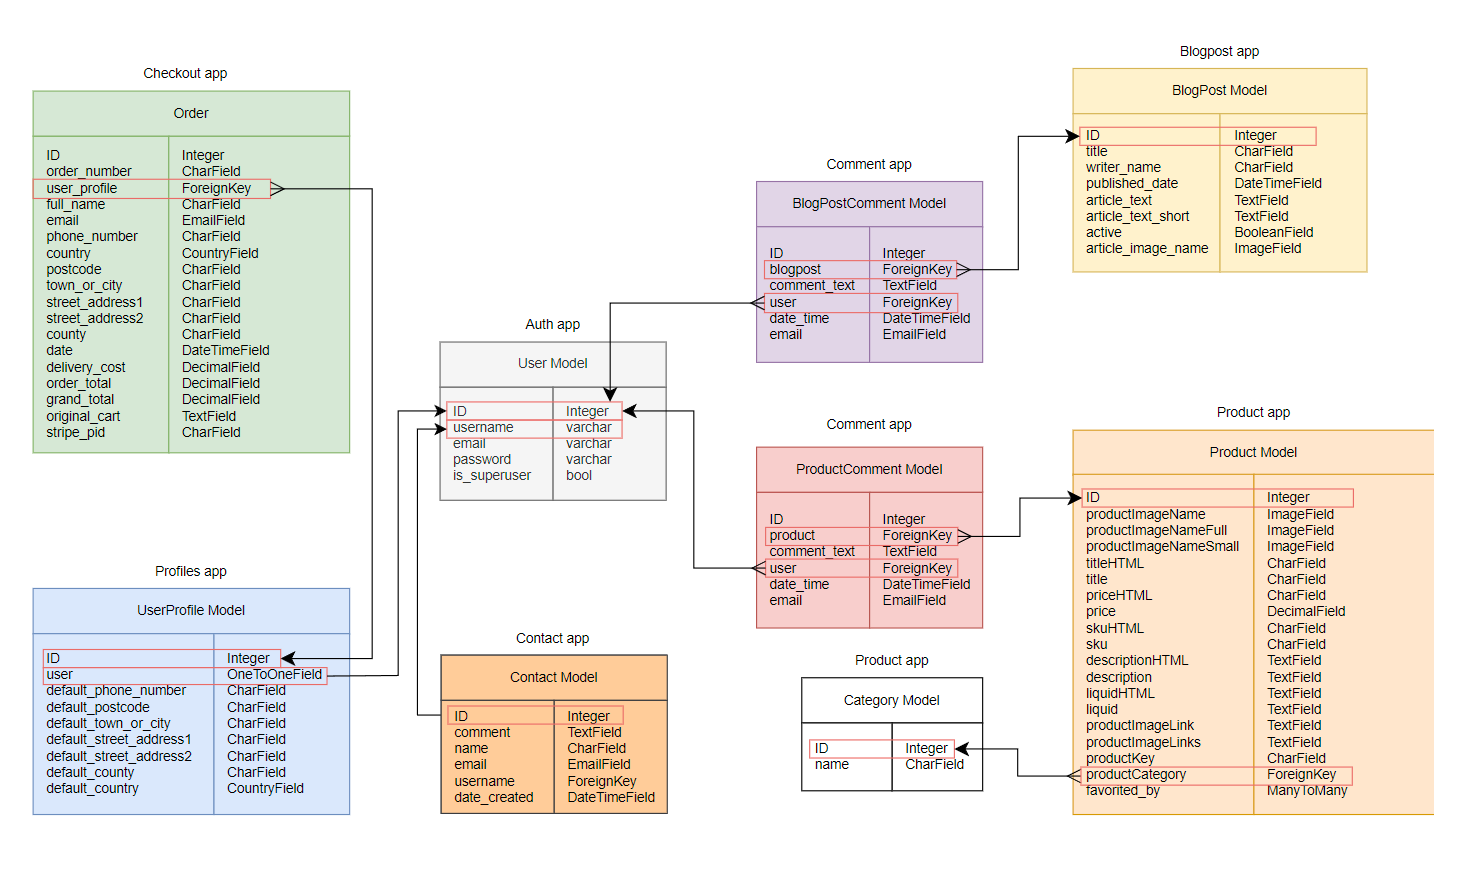 Checkout app
Order
ID Integer
order_number CharField
user_profile ForeignKey
full_name CharField
email EmailField
phone_number CharField
country CountryField
postcode CharField
town_or_city CharField
street_address1 CharField
street_address2 CharField
county CharField
date DateTimeField
delivery_cost DecimalField
order_total DecimalField
grand_total DecimalField
original_cart TextField
stripe_pid CharField
Profiles app
UserProfile Model
ID Integer
user OneToOneField
default_phone_number CharField
default_postcode CharField
default_town_or_city CharField
default_street_address1 CharField
default_street_address2 CharField
default_county CharField
default_country CountryField
Auth app
User Model
ID Integer
username varchar
email varchar
password varchar
is_superuser bool
Contact app
Contact Model
ID Integer
comment TextField
name CharField
email EmailField
username ForeignKey
date_created DateTimeField
Comment app
BlogPostComment Model
ID Integer
blogpost ForeignKey
comment_text TextField
user ForeignKey
date_time DateTimeField
email EmailField
Comment app
ProductComment Model
ID Integer
product ForeignKey
comment_text TextField
user ForeignKey
date_time DateTimeField
email EmailField
Product app
Category Model
ID Integer
name CharField
Blogpost app
BlogPost Model
ID Integer
title CharField
writer_name CharField
published_date DateTimeField
article_text TextField
article_text_short TextField
active BooleanField
article_image_name ImageField
Product app
Product Model
ID Integer
productImageName ImageField
productImageNameFull ImageField
productImageNameSmall ImageField
titleHTML CharField
title CharField
priceHTML CharField
price DecimalField
skuHTML CharField
sku CharField
descriptionHTML TextField
description TextField
liquidHTML TextField
liquid TextField
productImageLink TextField
productImageLinks TextField
productKey CharField
productCategory ForeignKey
favorited_by ManyToMany